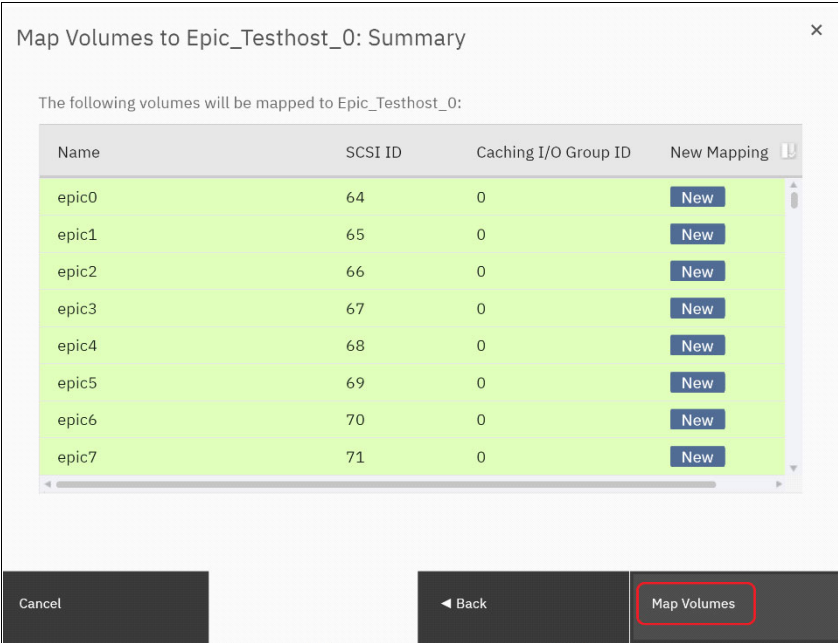 Map Volumes to Epic_Testhost_0: Summary
The following volumes will be mapped to Epic_Testhost_0:
Name SCSI ID Caching I/O Group ID New Mapping
epic0 64 0 New
epic1 65 0 New
epic2 66 0 New
epic3 67 0 New
epic4 68 0 New
epic5 69 0 New
epic6 70 0 New
epic7 71 0 New
Cancel ◀ Back Map Volumes